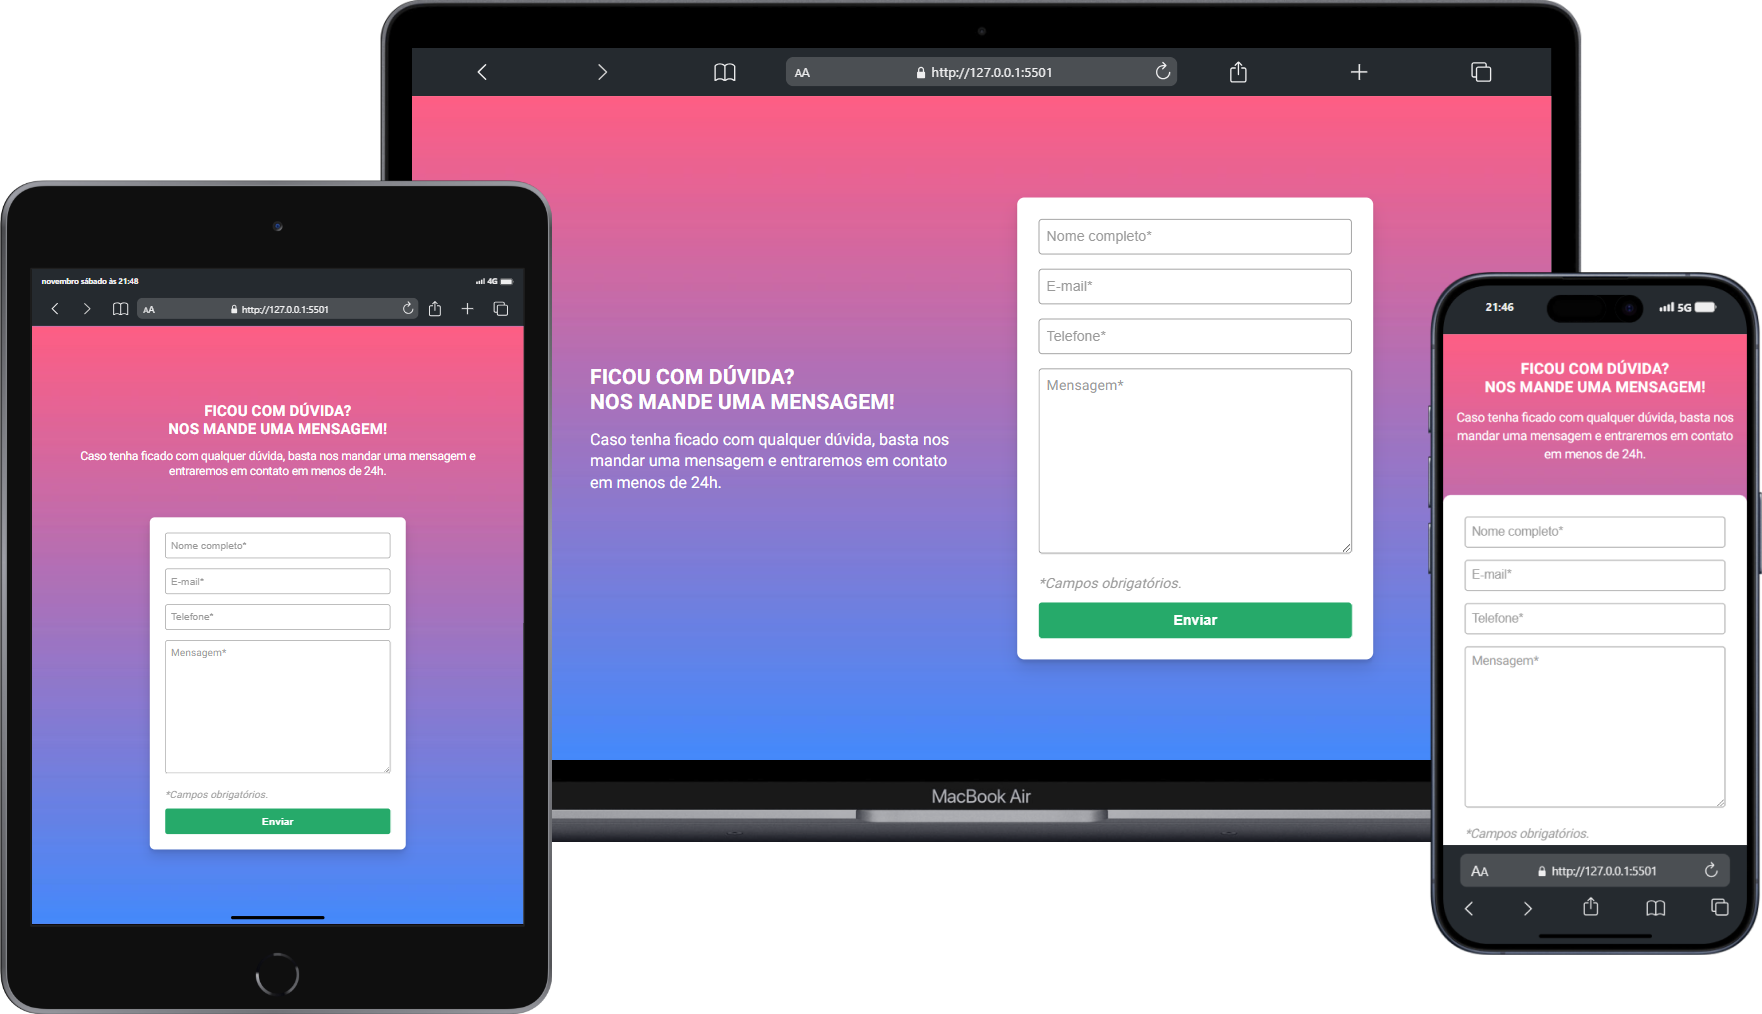 AA
http://127.0.0.1:5501
FICOU COM DÚVIDA?
NOS MANDE UMA MENSAGEM!
Caso tenha ficado com qualquer dúvida, basta nos
mandar uma mensagem e entraremos em contato
em menos de 24h.
Nome completo*
E-mail*
Telefone*
Mensagem*
*Campos obrigatórios.
Enviar
MacBook Air
novembro sábado às 21:48
4G
AA
http://127.0.0.1:5501
FICOU COM DÚVIDA?
NOS MANDE UMA MENSAGEM!
Caso tenha ficado com qualquer dúvida, basta nos mandar uma mensagem e
entraremos em contato em menos de 24h.
Nome completo*
E-mail*
Telefone*
Mensagem*
*Campos obrigatórios.
Enviar
21:46
5G
FICOU COM DÚVIDA?
NOS MANDE UMA MENSAGEM!
Caso tenha ficado com qualquer dúvida, basta nos
mandar uma mensagem e entraremos em contato
em menos de 24h.
Nome completo*
E-mail*
Telefone*
Mensagem*
*Campos obrigatórios.
AA
http://127.0.0.1:5501